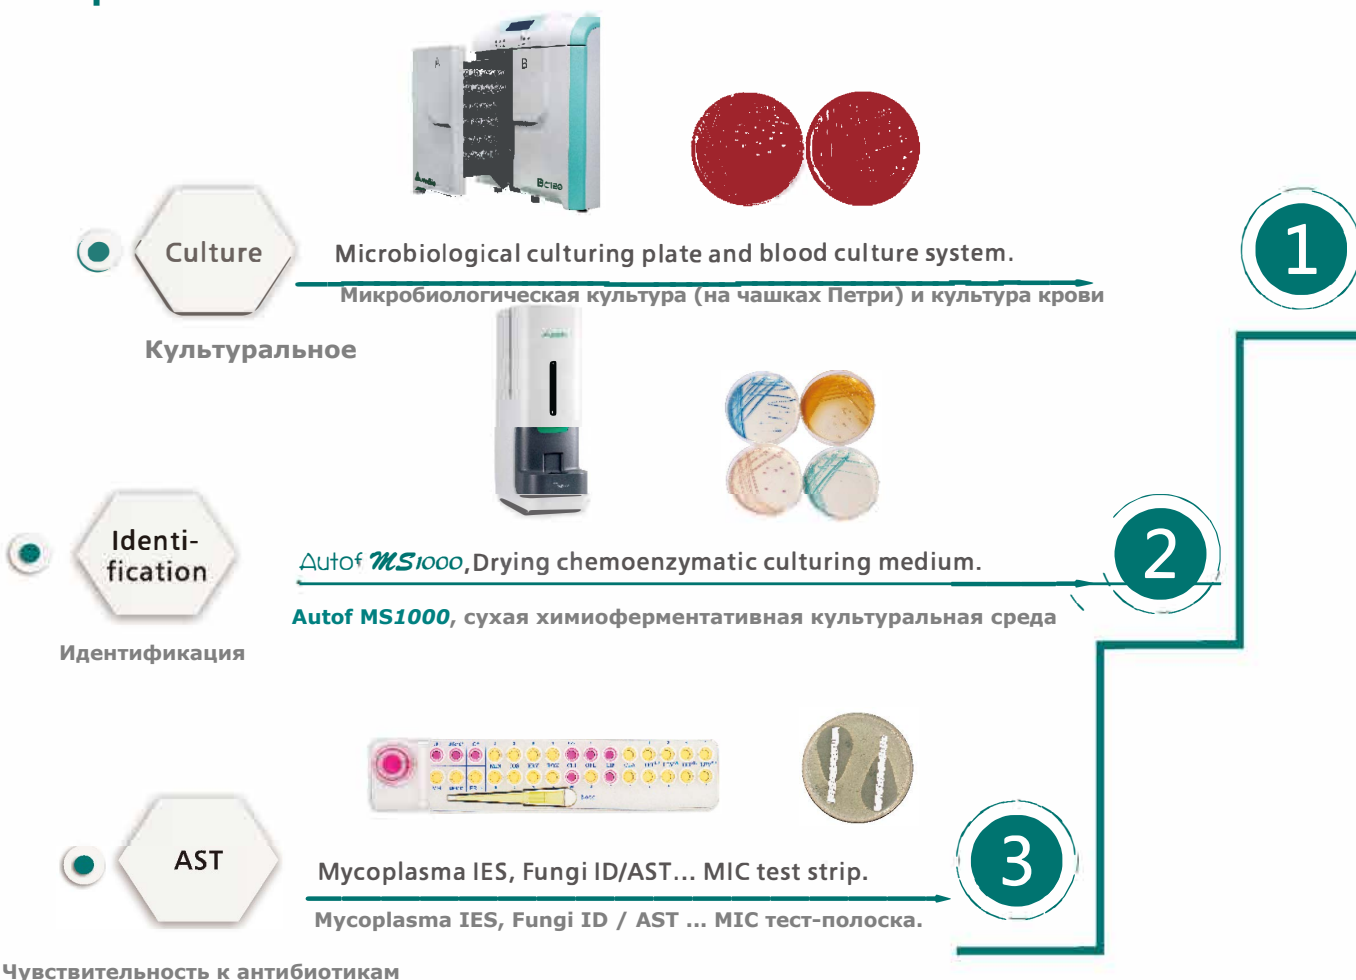 A
B
BC120
Culture
Microbiological culturing plate and blood culture system.
Микробиологическая культура (на чашках Петри) и культура крови
Культуральное
1
Identi-
fication
Autof MS1000, Drying chemoenzymatic culturing medium.
Autof MS1000, сухая химиоферментативная культуральная среда
Идентификация
2
AST
Mycoplasma IES, Fungi ID/AST... MIC test strip.
Mycoplasma IES, Fungi ID / AST ... MIC тест-полоска.
Чувствительность к антибиотикам
3